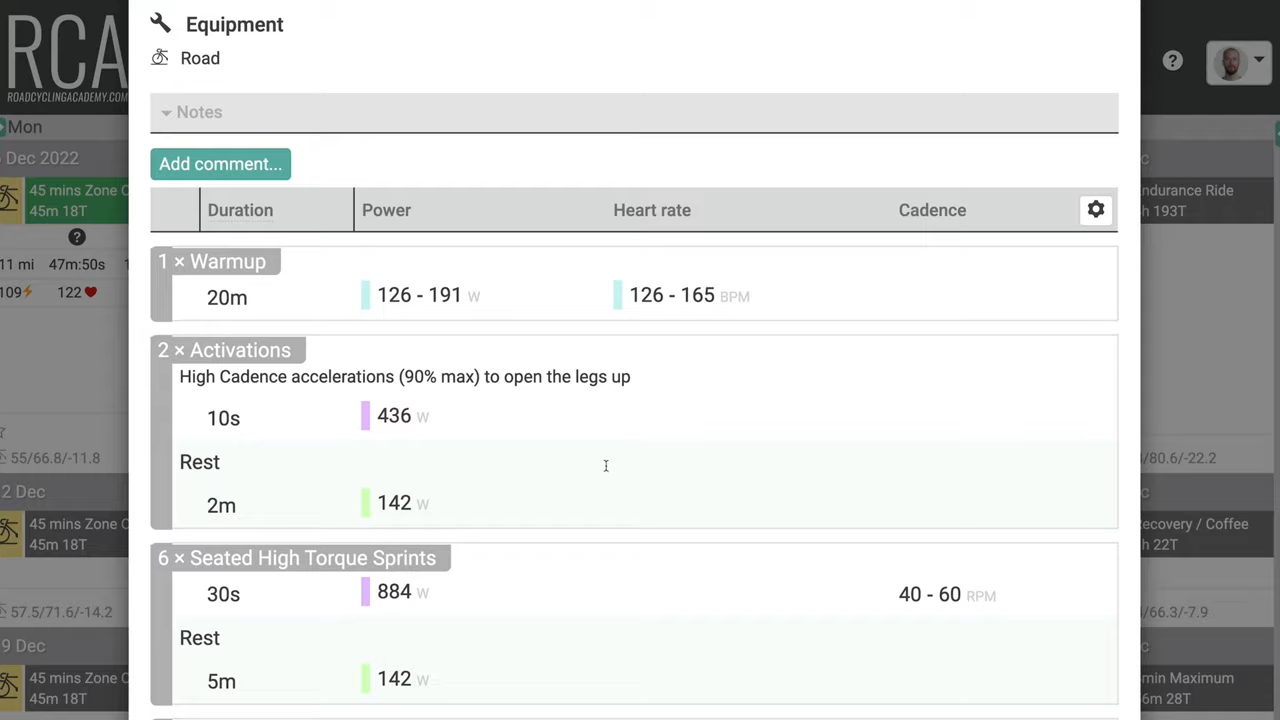 Equipment
RCA
ROADCYCLINGACADEMY.COM
Road
?
Notes
Mon
Dec 2022
Add comment...
45 mins Zone
45m 18T
Duration Power Heart rate Cadence
Endurance Ride
193T
?
11 mi 47m:50s
109 122
1 × Warmup
20m 126 - 191 W 126 - 165 BPM
2 × Activations
High Cadence accelerations (90% max) to open the legs up
10s 436 W
Rest
55/66.8/-11.8
/80.6/-22.2
2 Dec
2m 142 W
45 mins Zone
45m 18T
Recovery / Coffee
22T
6 × Seated High Torque Sprints
30s 884 W 40 - 60 RPM
57.5/71.6/-14.2
/66.3/-7.9
Rest
9 Dec
5m 142 W
45 mins Zone
45m 18T
min Maximum
6m 28T